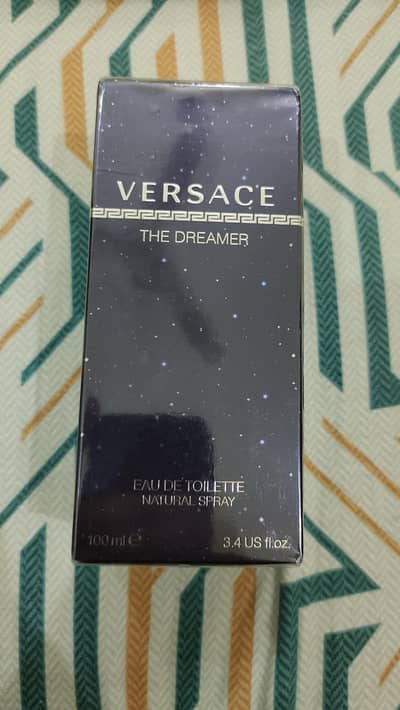 VERSACE
THE DREAMER
EAU DE TOILETTE
NATURAL SPRAY
100 ml ℮ 3.4 US fl.oz.